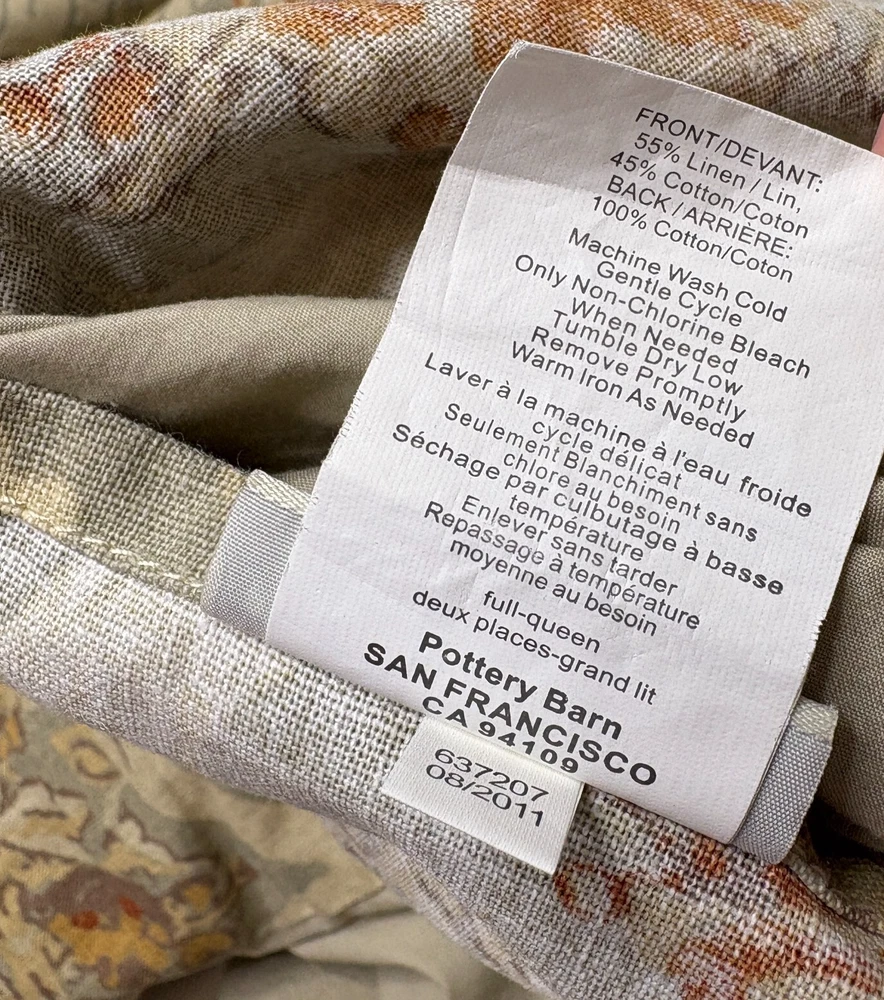 FRONT/DEVANT:
55% Linen / Lin,
45% Cotton/Coton
BACK / ARRIÈRE:
100% Cotton/Coton
Machine Wash Cold
Gentle Cycle
Only Non-Chlorine Bleach
When Needed
Tumble Dry Low
Remove Promptly
Warm Iron As Needed
Laver à la machine à l'eau froide
cycle délicat
Seulement Blanchiment sans
chlore au besoin
Séchage par culbutage à basse
température
Enlever sans tarder
Repassage à température
moyenne au besoin
full-queen
deux places-grand lit
Pottery Barn
SAN FRANCISCO
CA 94109
637207
08/2011